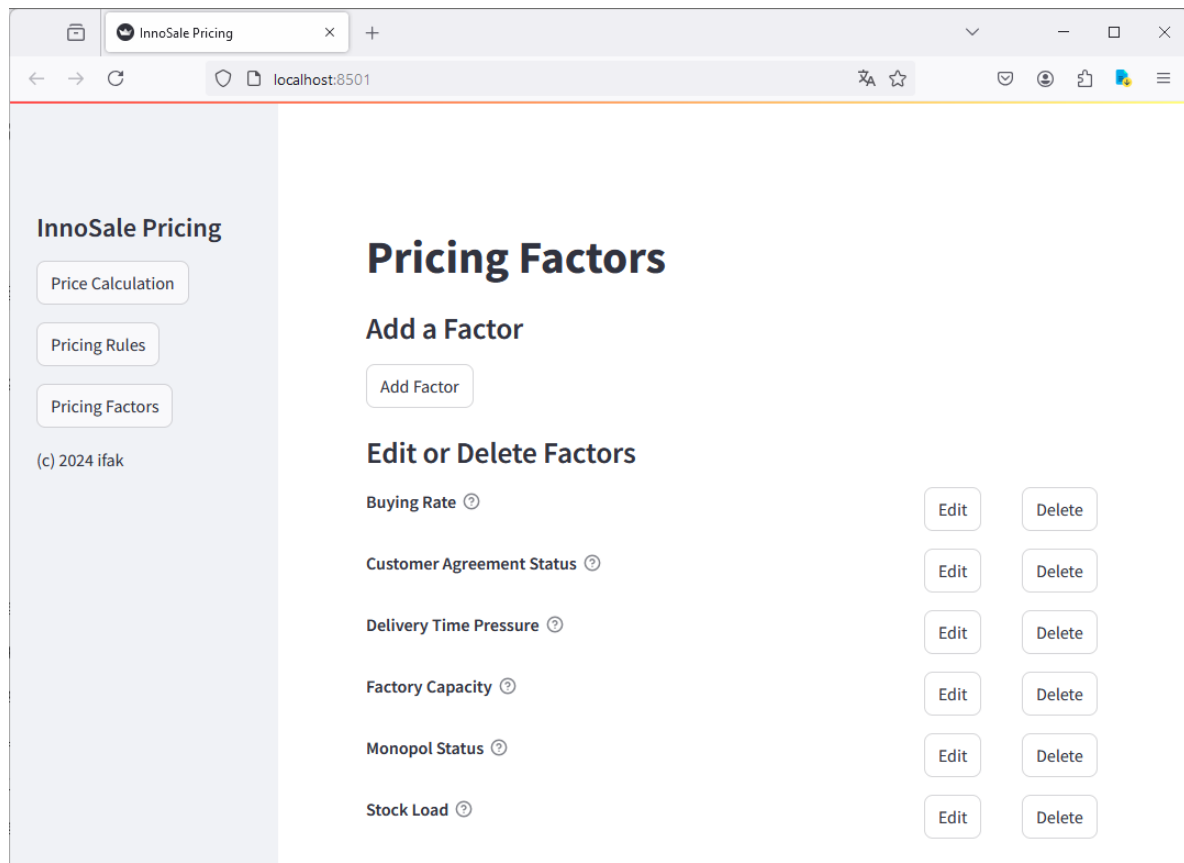 InnoSale Pricing
localhost:8501
InnoSale Pricing
Price Calculation
Pricing Rules
Pricing Factors
(c) 2024 ifak
Pricing Factors
Add a Factor
Add Factor
Edit or Delete Factors
Buying Rate Edit Delete
Customer Agreement Status Edit Delete
Delivery Time Pressure Edit Delete
Factory Capacity Edit Delete
Monopol Status Edit Delete
Stock Load Edit Delete